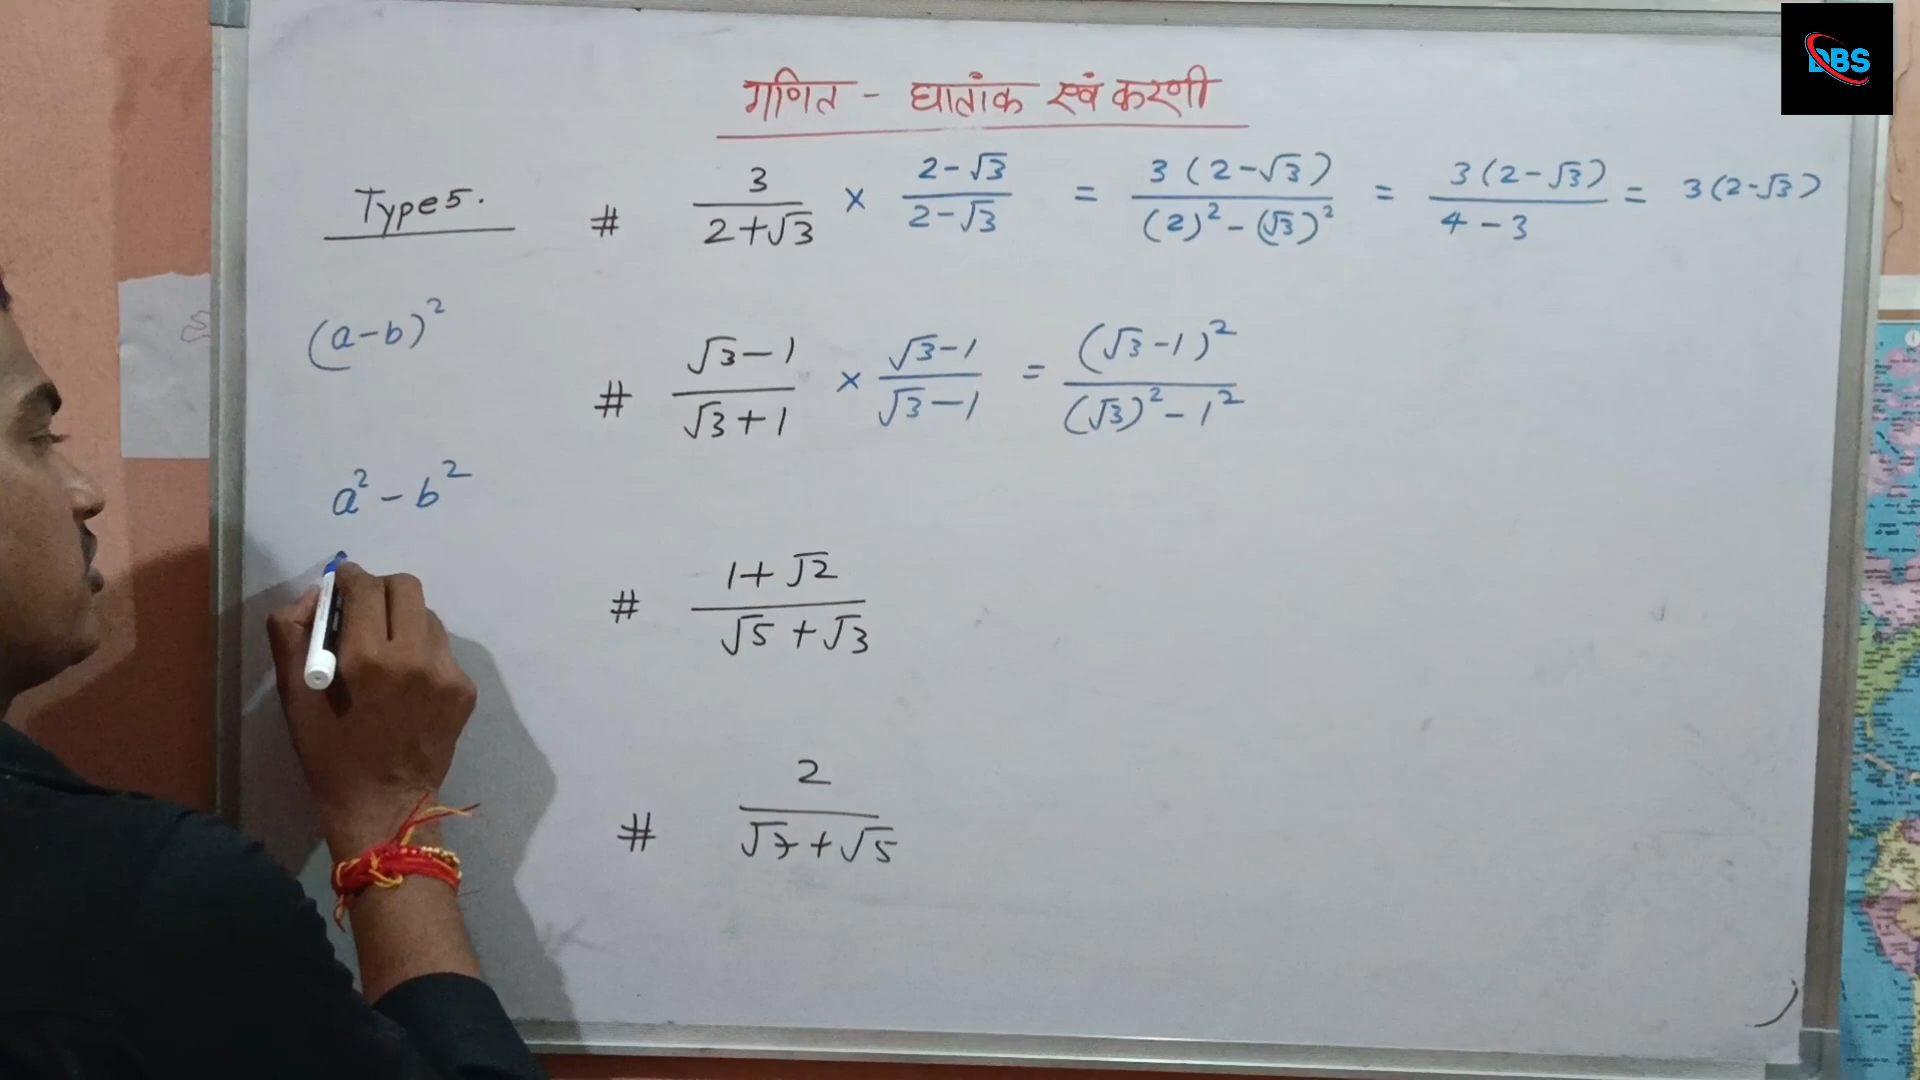 DBS
गणित - घातांक एवं करणी
Type 5.
# 3/(2+√3) × (2-√3)/(2-√3) = 3(2-√3)/((2)²-(√3)²) = 3(2-√3)/(4-3) = 3(2-√3)
(a-b)²
# (√3-1)/(√3+1) × (√3-1)/(√3-1) = (√3-1)²/((√3)²-1²)
a²-b²
# (1+√2)/(√5+√3)
# 2/(√7+√5)